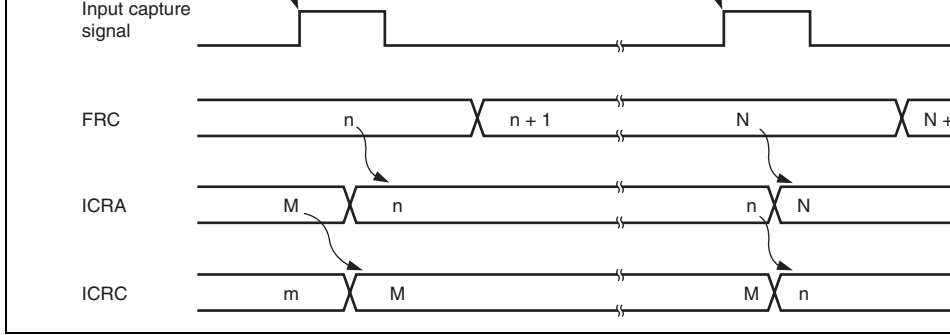 Input capture
signal
FRC n n + 1 N N +
ICRA M n n N
ICRC m M M n